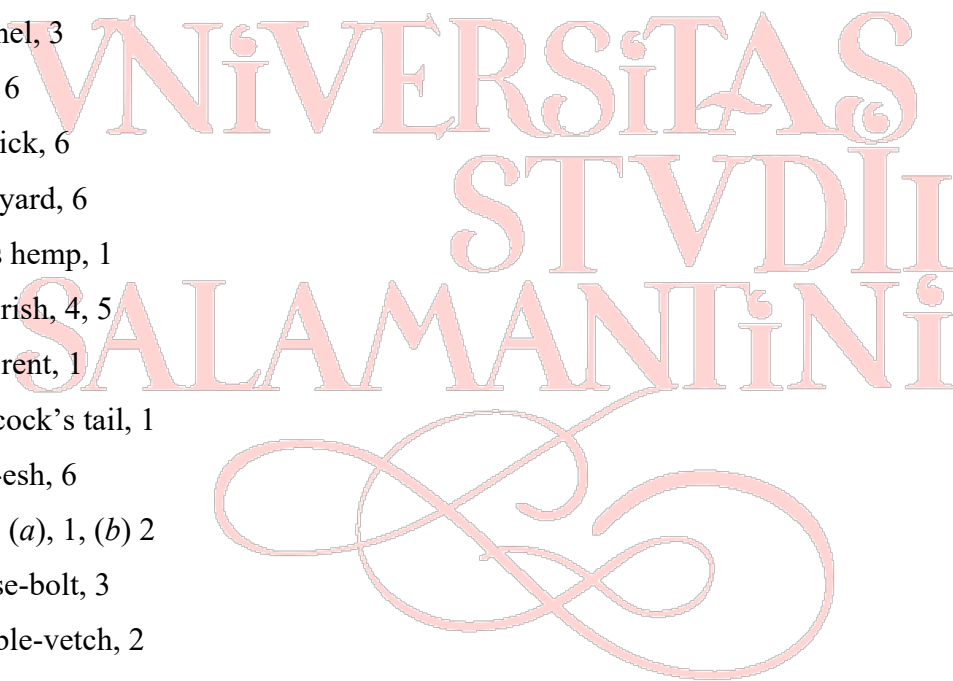 nel, 3
6
ick, 6
yard, 6
s hemp, 1
rish, 4, 5
rent, 1
cock’s tail, 1
-esh, 6
(a), 1, (b) 2
se-bolt, 3
ble-vetch, 2
VNiVERSiTAS
STVDII
SALAMANTiNi